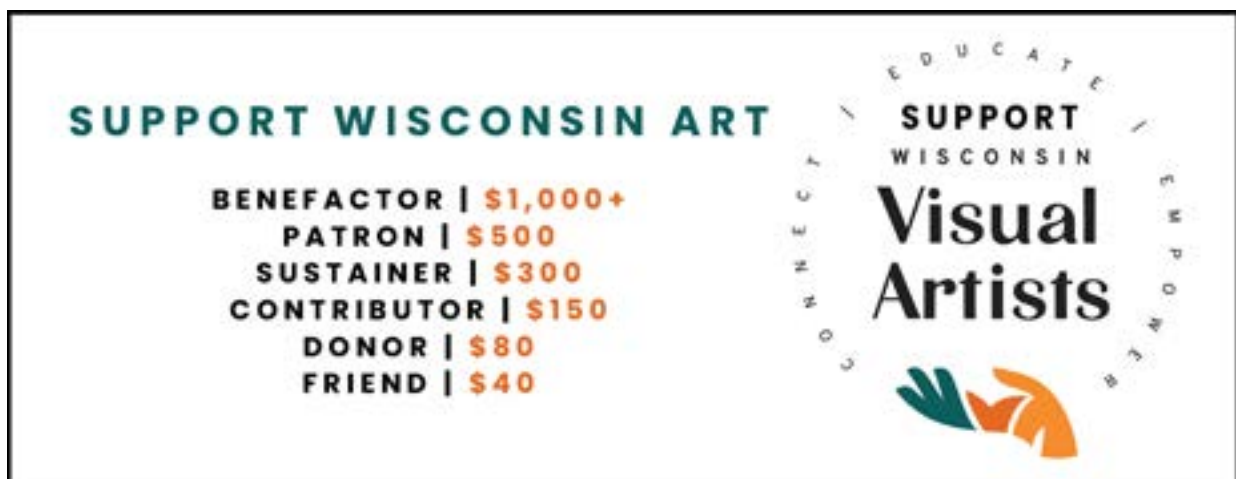 SUPPORT WISCONSIN ART
BENEFACTOR | $1,000+
PATRON | $500
SUSTAINER | $300
CONTRIBUTOR | $150
DONOR | $80
FRIEND | $40
CONNECT | EDUCATE | EMPOWER
SUPPORT
WISCONSIN
Visual
Artists